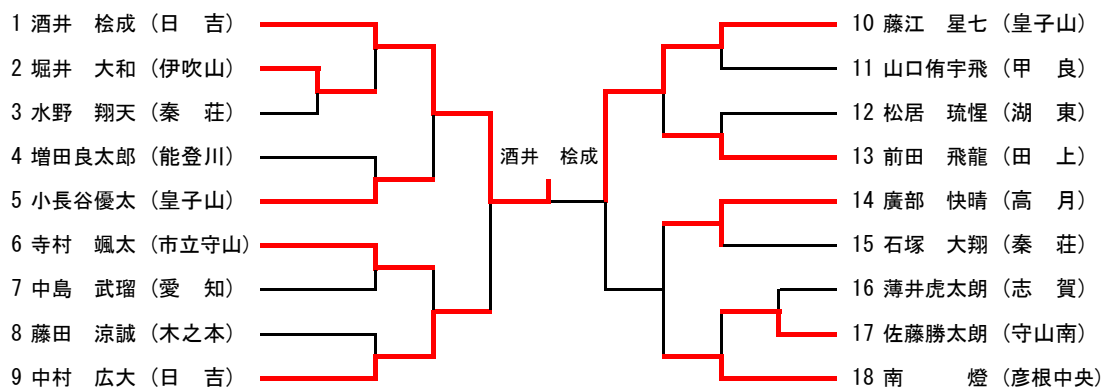 1 酒井　桧成（日　吉）
2 堀井　大和（伊吹山）
3 水野　翔天（秦　荘）
4 増田良太郎（能登川）
5 小長谷優太（皇子山）
6 寺村　颯太（市立守山）
7 中島　武瑠（愛　知）
8 藤田　涼誠（木之本）
9 中村　広大（日　吉）
酒井　桧成
10 藤江　星七（皇子山）
11 山口侑宇飛（甲　良）
12 松居　琉惺（湖　東）
13 前田　飛龍（田　上）
14 廣部　快晴（高　月）
15 石塚　大翔（秦　荘）
16 薄井虎太朗（志　賀）
17 佐藤勝太朗（守山南）
18 南　　　燈（彦根中央）